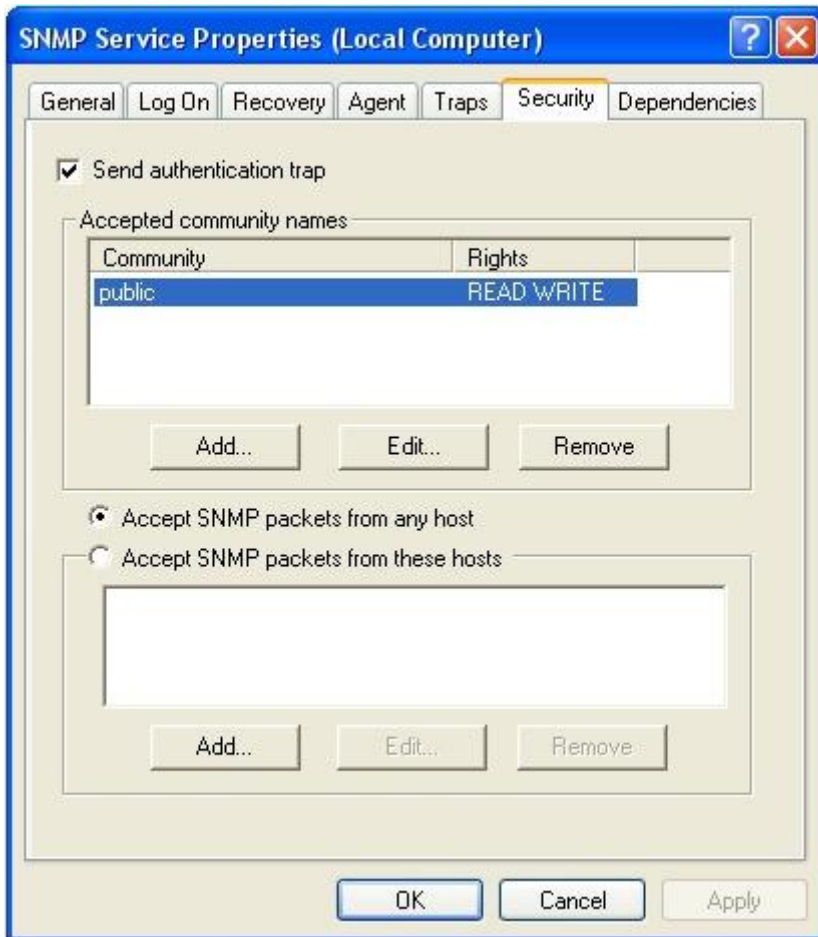 SNMP Service Properties (Local Computer)
General Log On Recovery Agent Traps Security Dependencies
Send authentication trap
Accepted community names
Community Rights
public READ WRITE
Add... Edit... Remove
Accept SNMP packets from any host
Accept SNMP packets from these hosts
Add... Edit... Remove
OK Cancel Apply